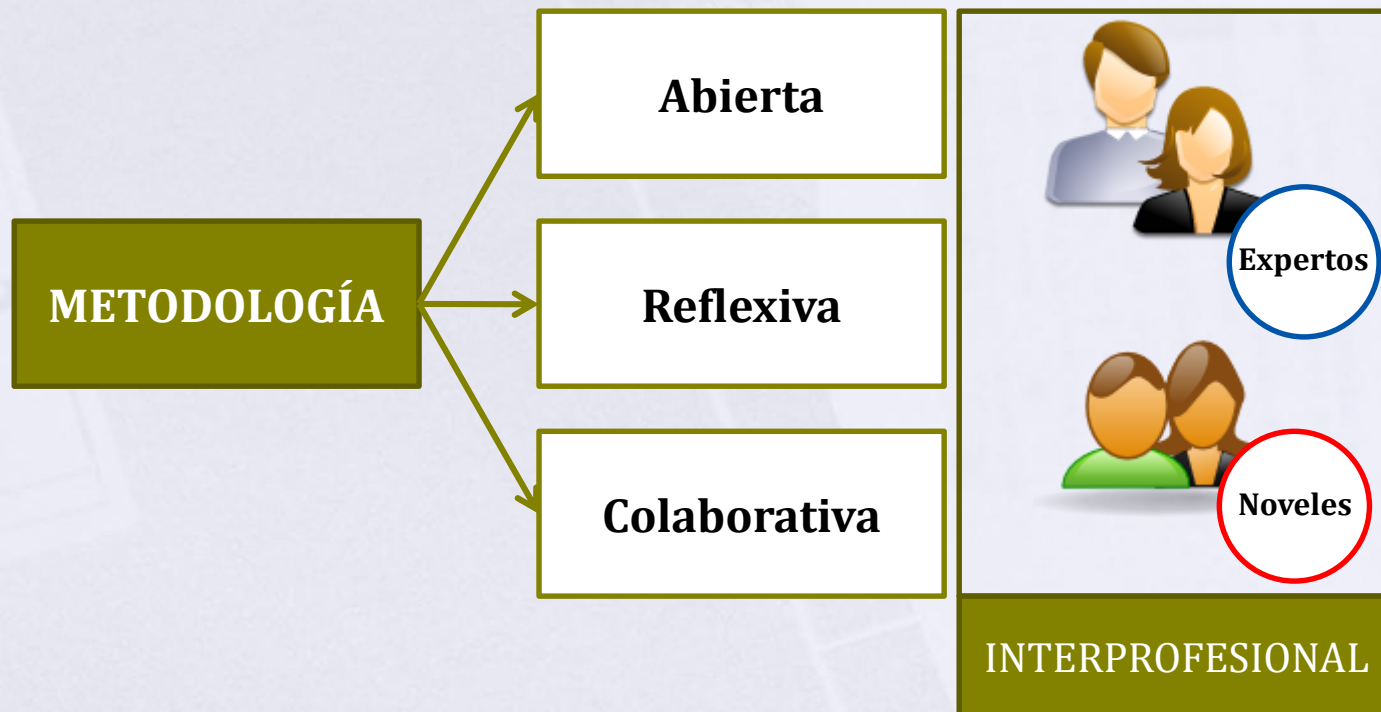 METODOLOGÍA
Abierta
Reflexiva
Colaborativa
Expertos
Noveles
INTERPROFESIONAL